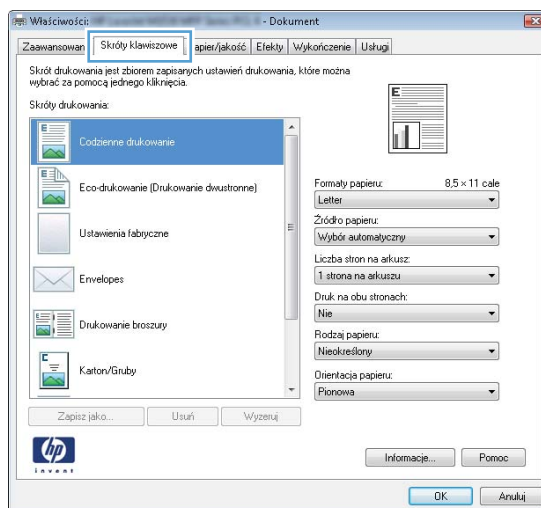 Właściwości: - Dokument
Zaawansowan Skróty klawiszowe apier/jakość Efekty Wykończenie Usługi
Skrót drukowania jest zbiorem zapisanych ustawień drukowania, które można
wybrać za pomocą jednego kliknięcia.
Skróty drukowania:
Codzienne drukowanie
Eco-drukowanie (Drukowanie dwustronne)
Ustawienia fabryczne
Envelopes
Drukowanie broszury
Karton/Gruby
Zapisz jako... Usuń Wyzeruj
E
Formaty papieru: 8,5 × 11 cale
Letter
Źródło papieru:
Wybór automatyczny
Liczba stron na arkusz:
1 strona na arkuszu
Druk na obu stronach:
Nie
Rodzaj papieru:
Nieokreślony
Orientacja papieru:
Pionowa
hp
invent
Informacje... Pomoc
OK Anuluj